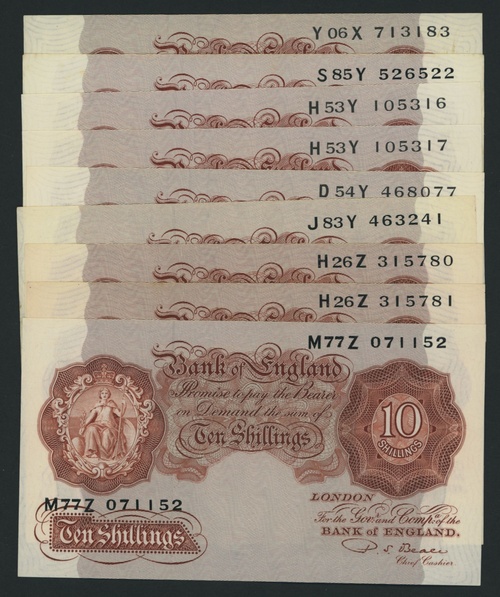 Y06X 713183
S85Y 526522
H53Y 105316
H53Y 105317
D54Y 468077
J83Y 463241
H26Z 315780
H26Z 315781
M77Z 071152
Bank of England
Promise to pay the Bearer
on Demand the sum of
Ten Shillings
10
SHILLINGS
M77Z 071152
Ten Shillings
LONDON
For the Govr. and Compa. of the
BANK OF ENGLAND.
P. S. Beale
Chief Cashier.